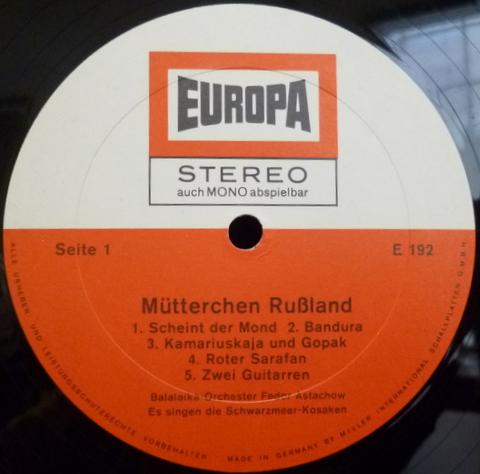 EUROPA
STEREO
auch MONO abspielbar
Seite 1
E 192
Mütterchen Rußland
1. Scheint der Mond 2. Bandura
3. Kamariuskaja und Gopak
4. Roter Sarafan
5. Zwei Guitarren
Balalaika-Orchester Fedor Astachow
Es singen die Schwarzmeer-Kosaken
ALLE URHEBER- UND LEISTUNGSSCHUTZRECHTE VORBEHALTEN
MADE IN GERMANY BY MILLER INTERNATIONAL SCHALLPLATTEN G.M.B.H.